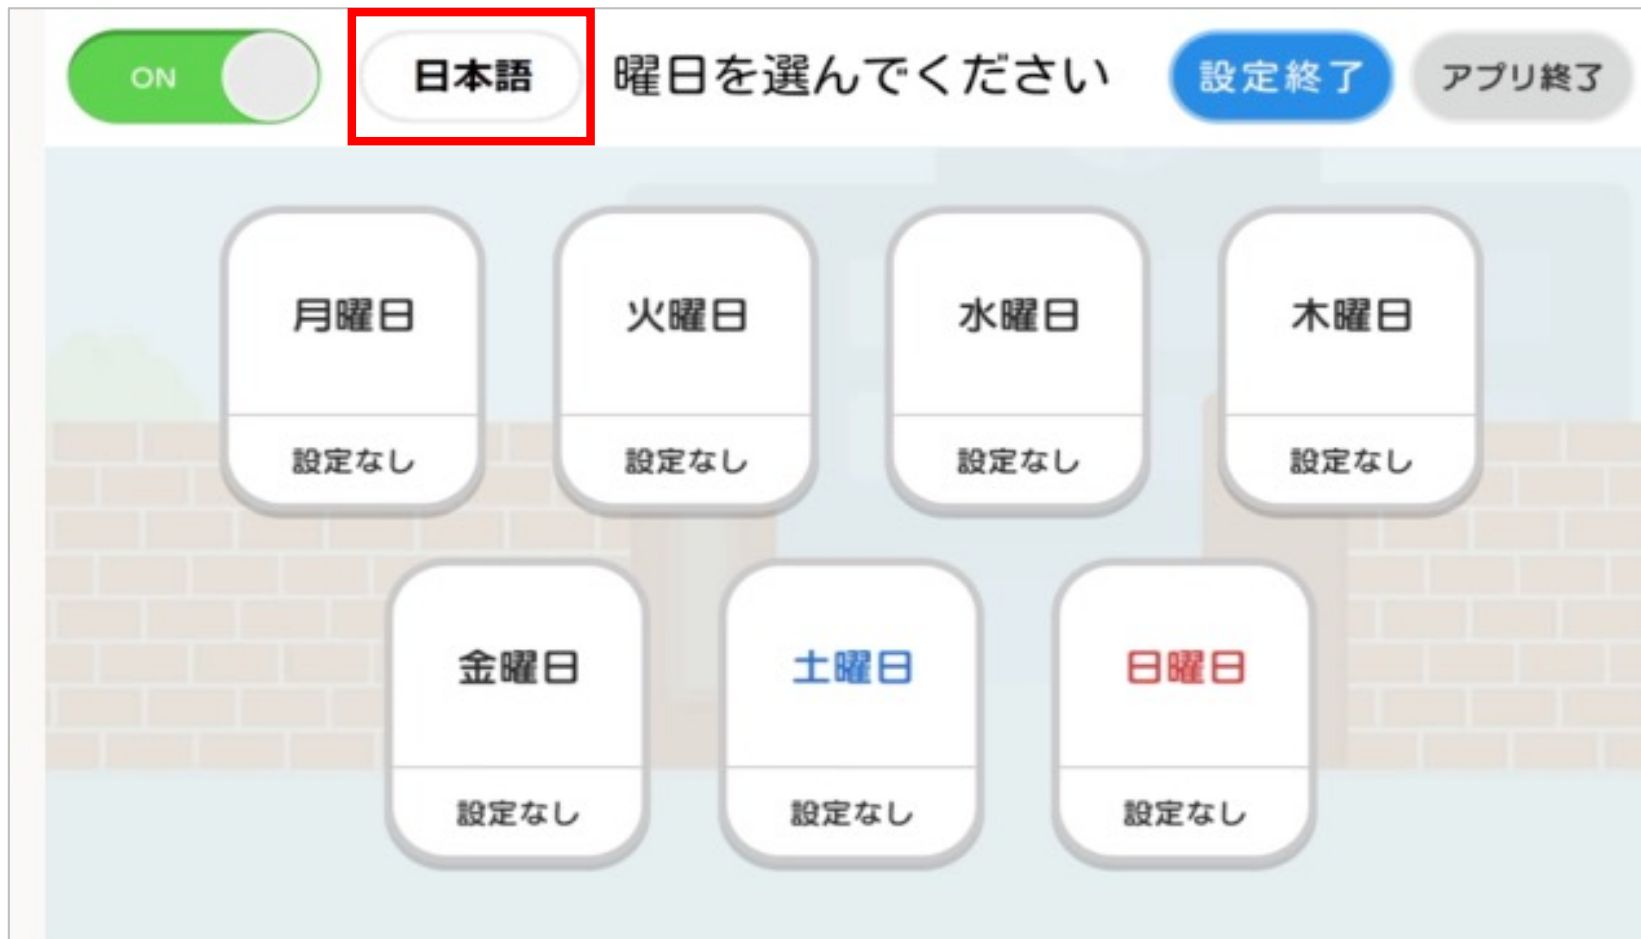 ON
日本語
曜日を選んでください
設定終了
アプリ終了
月曜日
火曜日
水曜日
木曜日
設定なし
設定なし
設定なし
設定なし
金曜日
土曜日
日曜日
設定なし
設定なし
設定なし